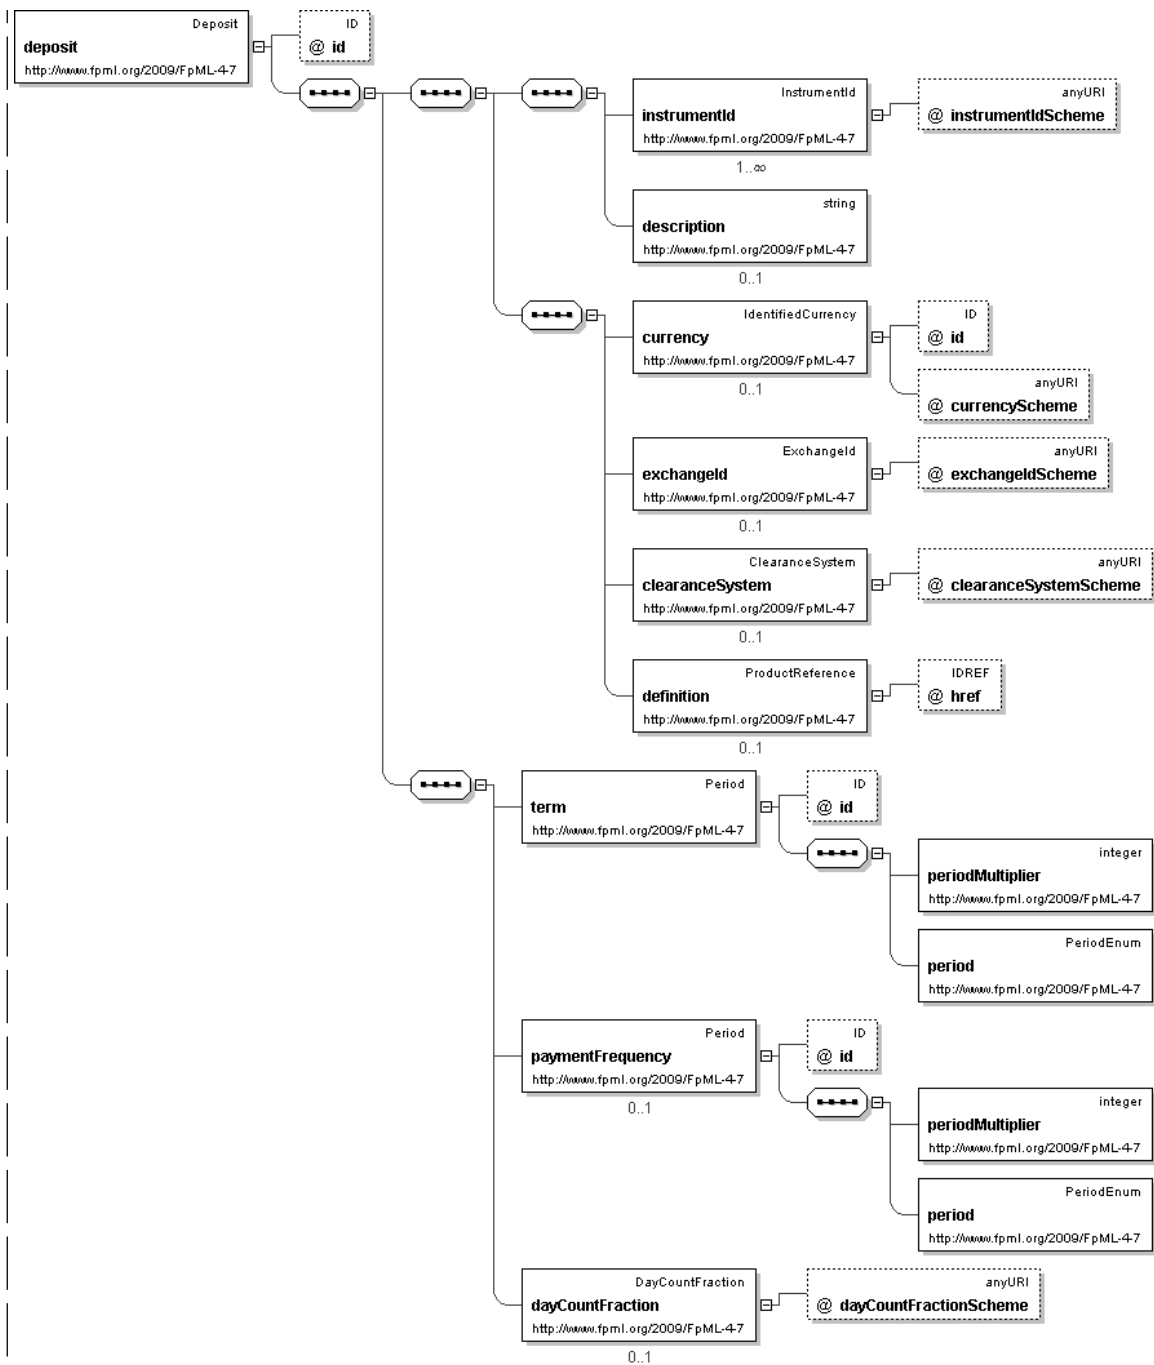 Deposit
deposit
http://www.fpml.org/2009/FpML-4-7
ID
@ id
InstrumentId
instrumentId
http://www.fpml.org/2009/FpML-4-7
1..∞
anyURI
@ instrumentIdScheme
string
description
http://www.fpml.org/2009/FpML-4-7
0..1
IdentifiedCurrency
currency
http://www.fpml.org/2009/FpML-4-7
0..1
ID
@ id
anyURI
@ currencyScheme
ExchangeId
exchangeId
http://www.fpml.org/2009/FpML-4-7
0..1
anyURI
@ exchangeIdScheme
ClearanceSystem
clearanceSystem
http://www.fpml.org/2009/FpML-4-7
0..1
anyURI
@ clearanceSystemScheme
ProductReference
definition
http://www.fpml.org/2009/FpML-4-7
0..1
IDREF
@ href
Period
term
http://www.fpml.org/2009/FpML-4-7
ID
@ id
integer
periodMultiplier
http://www.fpml.org/2009/FpML-4-7
PeriodEnum
period
http://www.fpml.org/2009/FpML-4-7
Period
paymentFrequency
http://www.fpml.org/2009/FpML-4-7
0..1
ID
@ id
integer
periodMultiplier
http://www.fpml.org/2009/FpML-4-7
PeriodEnum
period
http://www.fpml.org/2009/FpML-4-7
DayCountFraction
dayCountFraction
http://www.fpml.org/2009/FpML-4-7
0..1
anyURI
@ dayCountFractionScheme